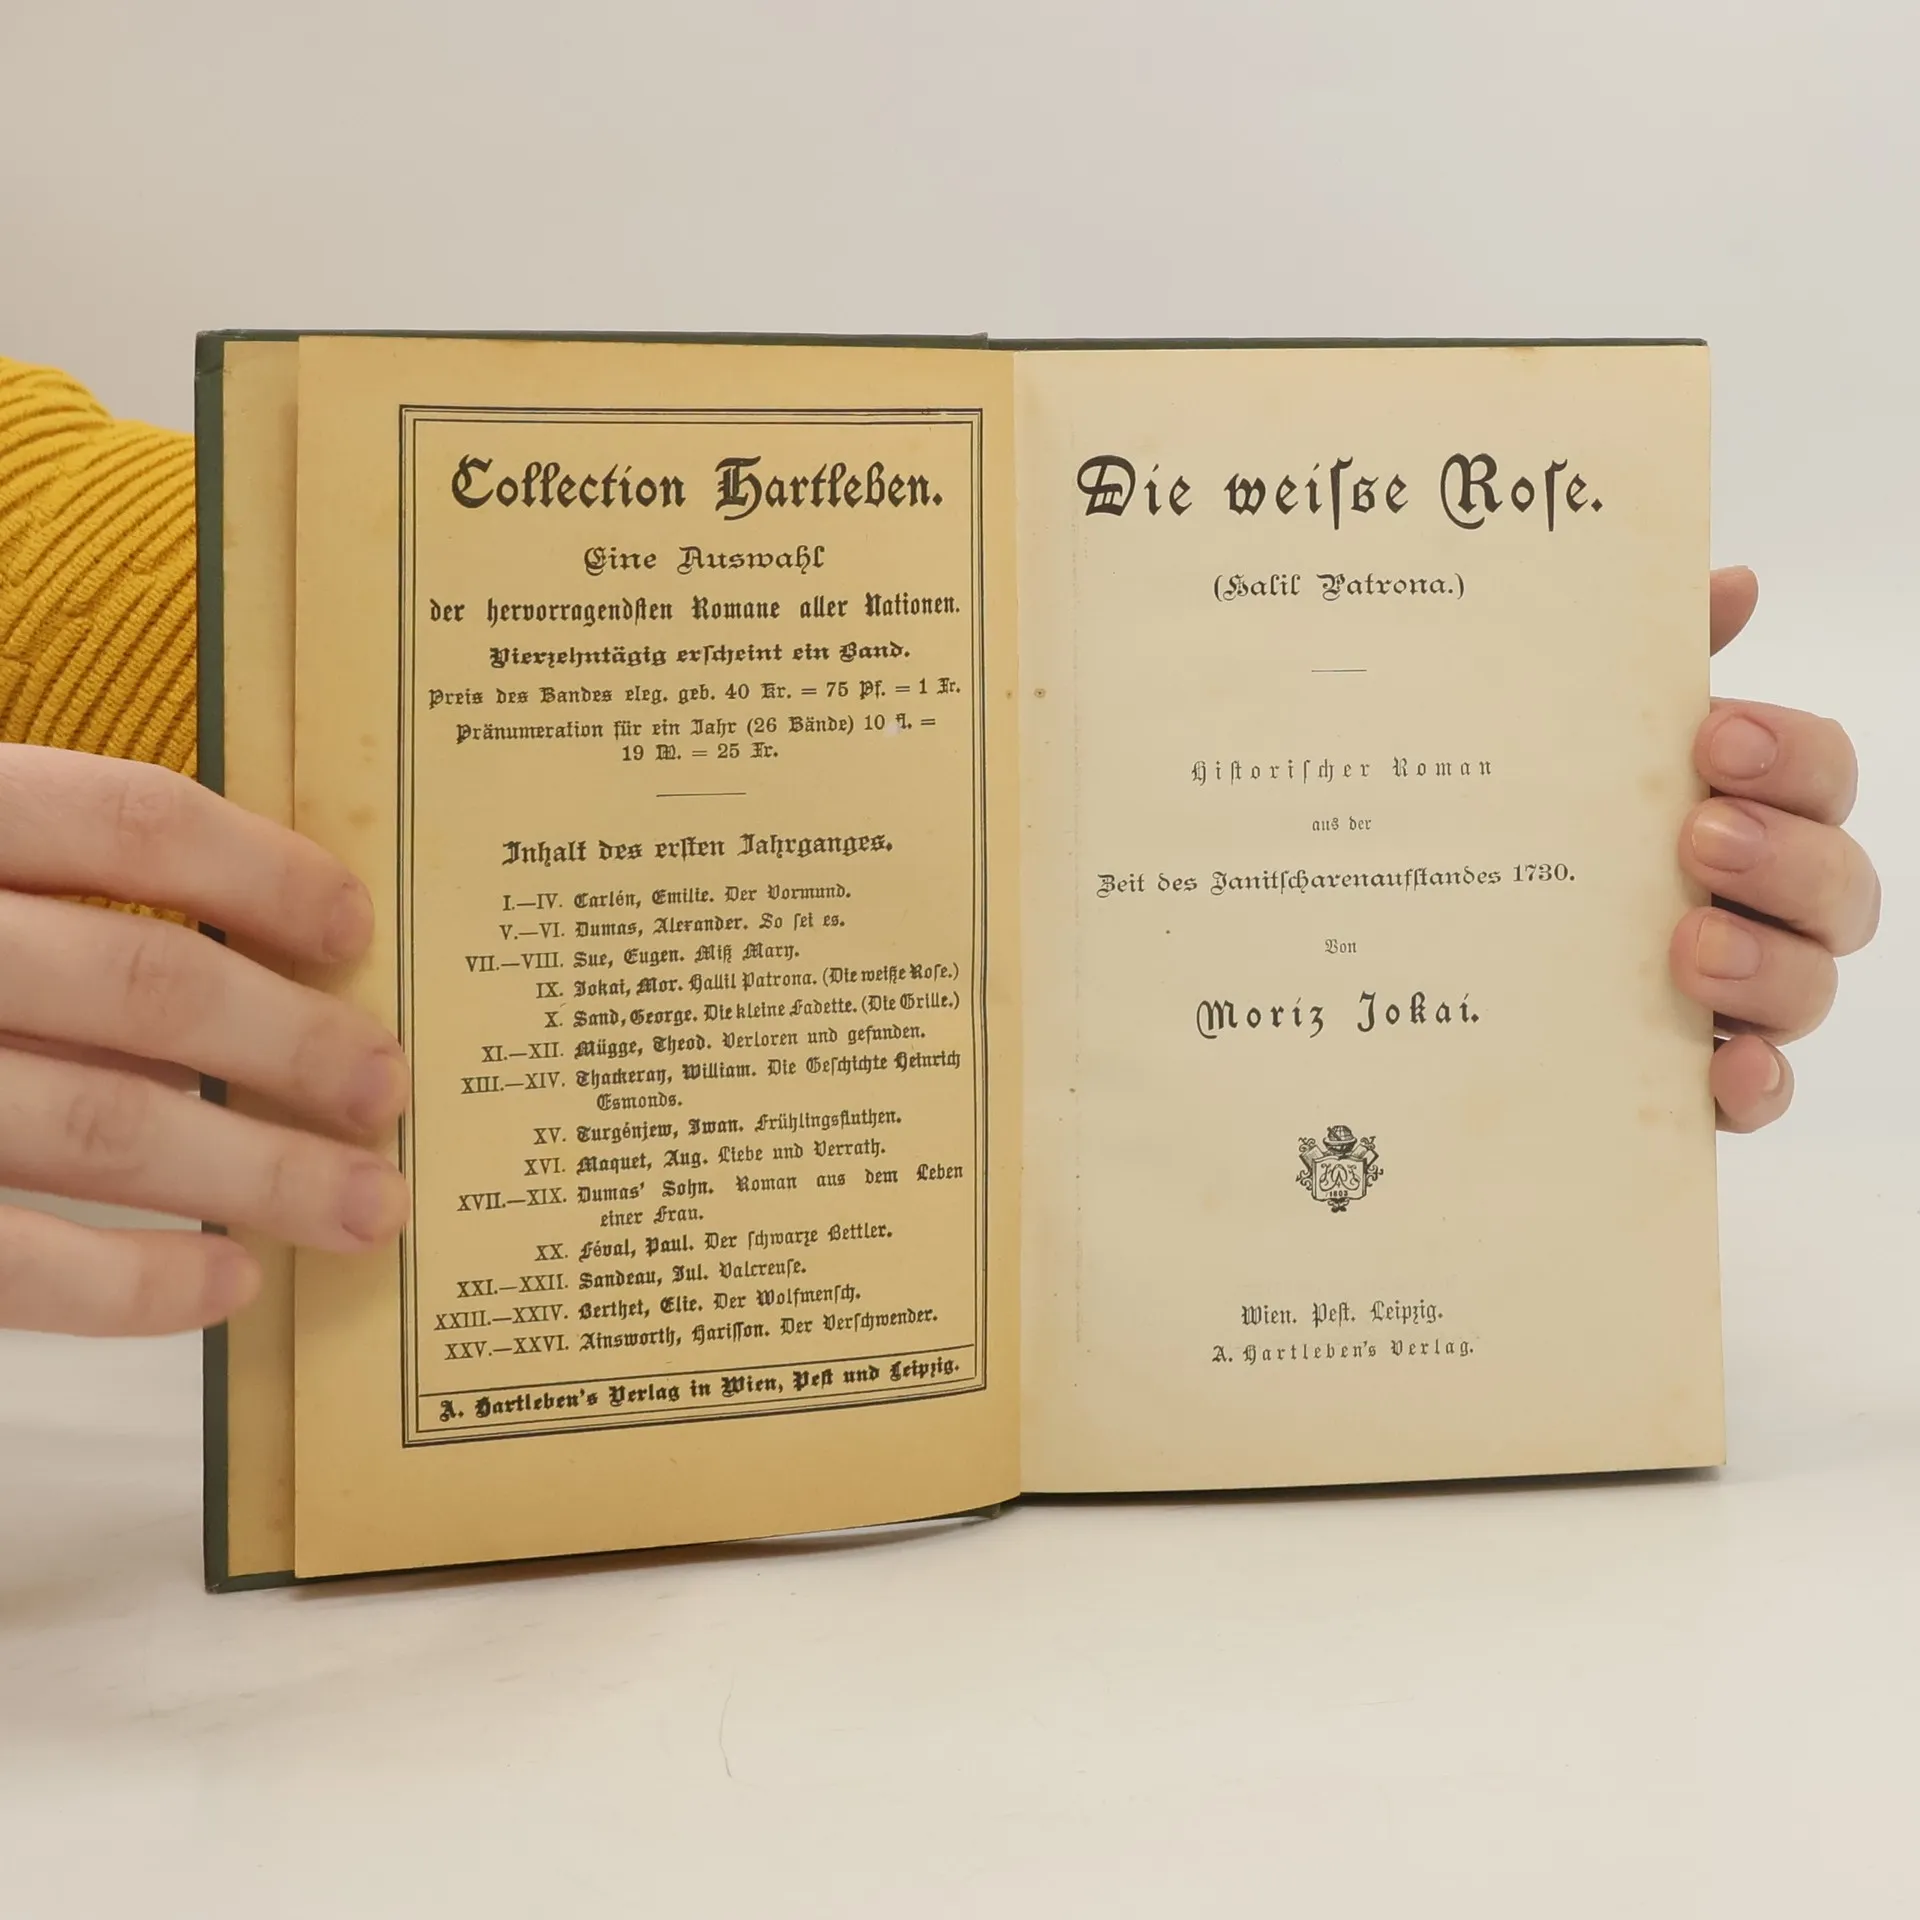 Collection Hartleben.
Eine Auswahl
der hervorragendſten Romane aller Nationen.
Vierzehntägig erſcheint ein Band.
Preis des Bandes eleg. geb. 40 Kr. = 75 Pf. = 1 Fr.
Pränumeration für ein Jahr (26 Bände) 10 fl. =
19 M. = 25 Fr.
Inhalt des erſten Jahrganges.
I.—IV. Carlén, Emilie. Der Vormund.
V.—VI. Dumas, Alexander. So ſei es.
VII.—VIII. Sue, Eugen. Miß Mary.
IX. Jokai, Mor. Hallil Patrona. (Die weiße Roſe.)
X. Sand, George. Die kleine Fadette. (Die Grille.)
XI.—XII. Mügge, Theod. Verloren und gefunden.
XIII.—XIV. Thackeray, William. Die Geſchichte Heinrich
Esmonds.
XV. Turgénjew, Iwan. Frühlingsfluthen.
XVI. Maquet, Aug. Liebe und Verrath.
XVII.—XIX. Dumas' Sohn. Roman aus dem Leben
einer Frau.
XX. Féval, Paul. Der ſchwarze Bettler.
XXI.—XXII. Sandeau, Jul. Valcreuſe.
XXIII.—XXIV. Berthet, Elie. Der Wolfmenſch.
XXV.—XXVI. Ainsworth, Hariſſon. Der Verſchwender.
A. Hartleben's Verlag in Wien, Peſt und Leipzig.
Die weiſse Roſe.
(Halil Patrona.)
Hiſtoriſcher Roman
aus der
Zeit des Janitſcharenaufſtandes 1730.
Von
Moriz Jokai.
1803
Wien. Peſt. Leipzig.
A. Hartleben's Verlag.